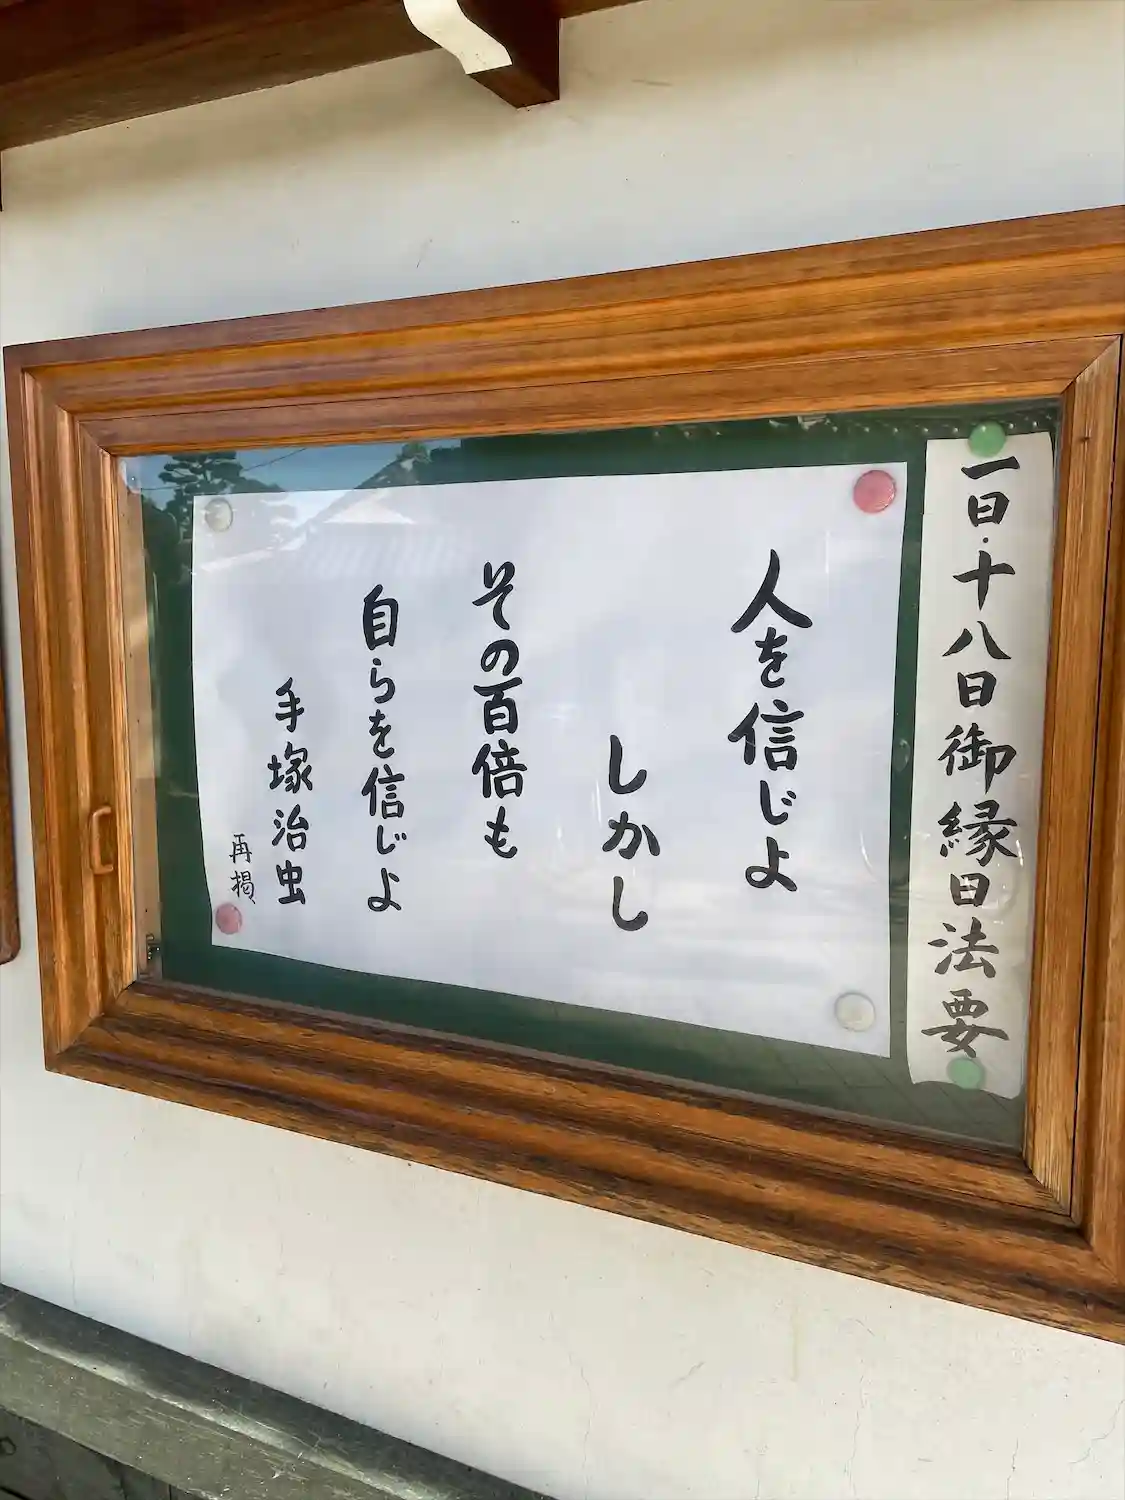 一日・十八日御縁日法要
人を信じよ
しかし
その百倍も
自らを信じよ
手塚治虫
再掲